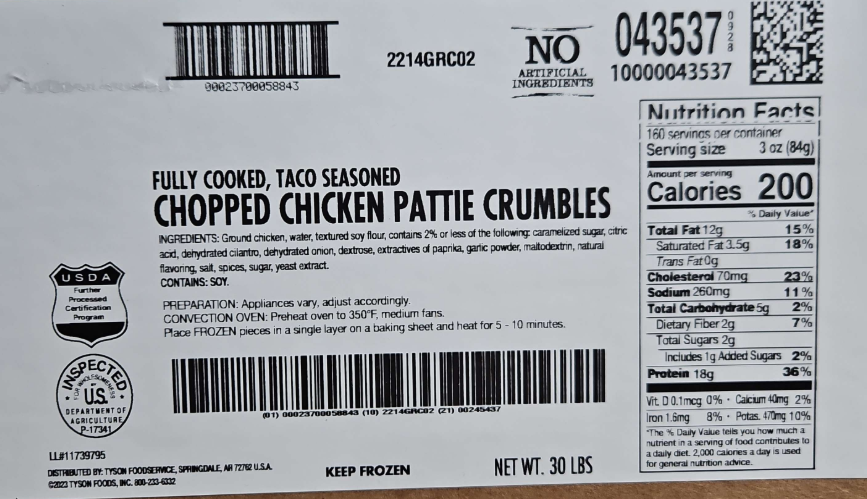 00023700058843
2214GRC02
NO
ARTIFICIAL
INGREDIENTS
043537
0928
10000043537
FULLY COOKED, TACO SEASONED
CHOPPED CHICKEN PATTIE CRUMBLES
INGREDIENTS: Ground chicken, water, textured soy flour, contains 2% or less of the following: caramelized sugar, citric
acid, dehydrated cilantro, dehydrated onion, dextrose, extractives of paprika, garlic powder, maltodextrin, natural
flavoring, salt, spices, sugar, yeast extract.
CONTAINS: SOY.
PREPARATION: Appliances vary, adjust accordingly.
CONVECTION OVEN: Preheat oven to 350°F, medium fans.
Place FROZEN pieces in a single layer on a baking sheet and heat for 5 - 10 minutes.
USDA
Further
Processed
Certification
Program
INSPECTED
FOR WHOLESOMENESS
U.S.
DEPARTMENT OF
AGRICULTURE
P-17341
(01) 00023700058843 (10) 2214GRC02 (21) 00245437
LL#11739795
DISTRIBUTED BY: TYSON FOODSERVICE, SPRINGDALE, AR 72762 U.S.A.
©2023 TYSON FOODS, INC. 800-233-6332
KEEP FROZEN
NET WT. 30 LBS
Nutrition Facts
160 servings per container
Serving size 3 oz (84g)
Amount per serving
Calories 200
% Daily Value*
Total Fat 12g 15%
Saturated Fat 3.5g 18%
Trans Fat 0g
Cholesterol 70mg 23%
Sodium 260mg 11%
Total Carbohydrate 5g 2%
Dietary Fiber 2g 7%
Total Sugars 2g
Includes 1g Added Sugars 2%
Protein 18g 36%
Vit. D 0.1mcg 0% • Calcium 40mg 2%
Iron 1.6mg 8% • Potas. 470mg 10%
*The % Daily Value tells you how much a
nutrient in a serving of food contributes to
a daily diet. 2,000 calories a day is used
for general nutrition advice.